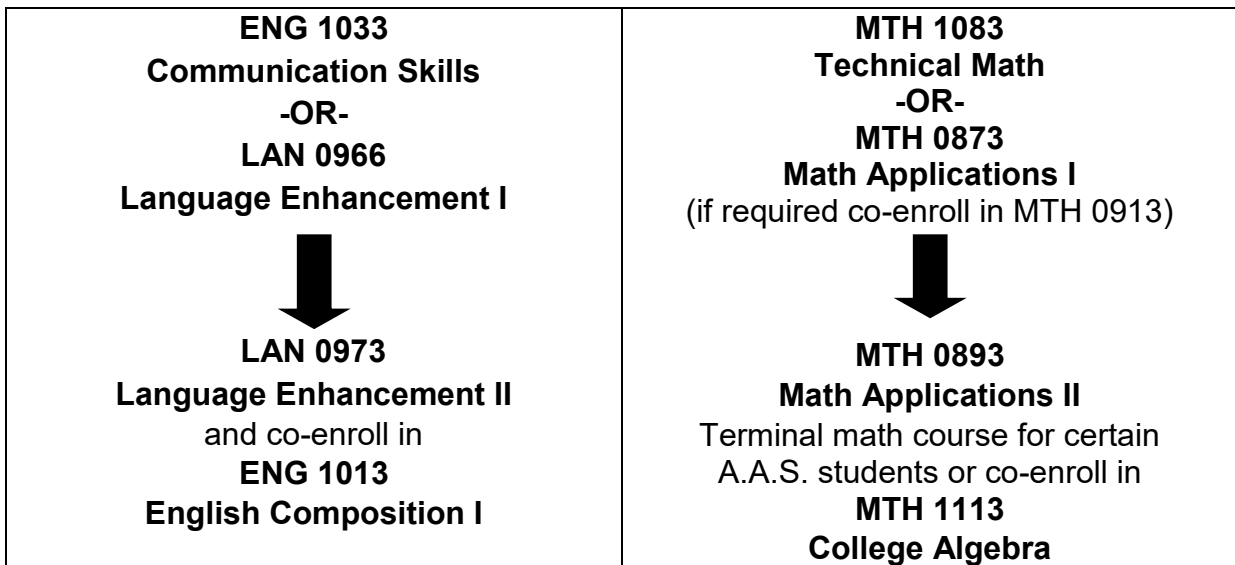 ENG 1033
Communication Skills
-OR-
LAN 0966
Language Enhancement I
LAN 0973
Language Enhancement II
and co-enroll in
ENG 1013
English Composition I
MTH 1083
Technical Math
-OR-
MTH 0873
Math Applications I
(if required co-enroll in MTH 0913)
MTH 0893
Math Applications II
Terminal math course for certain
A.A.S. students or co-enroll in
MTH 1113
College Algebra